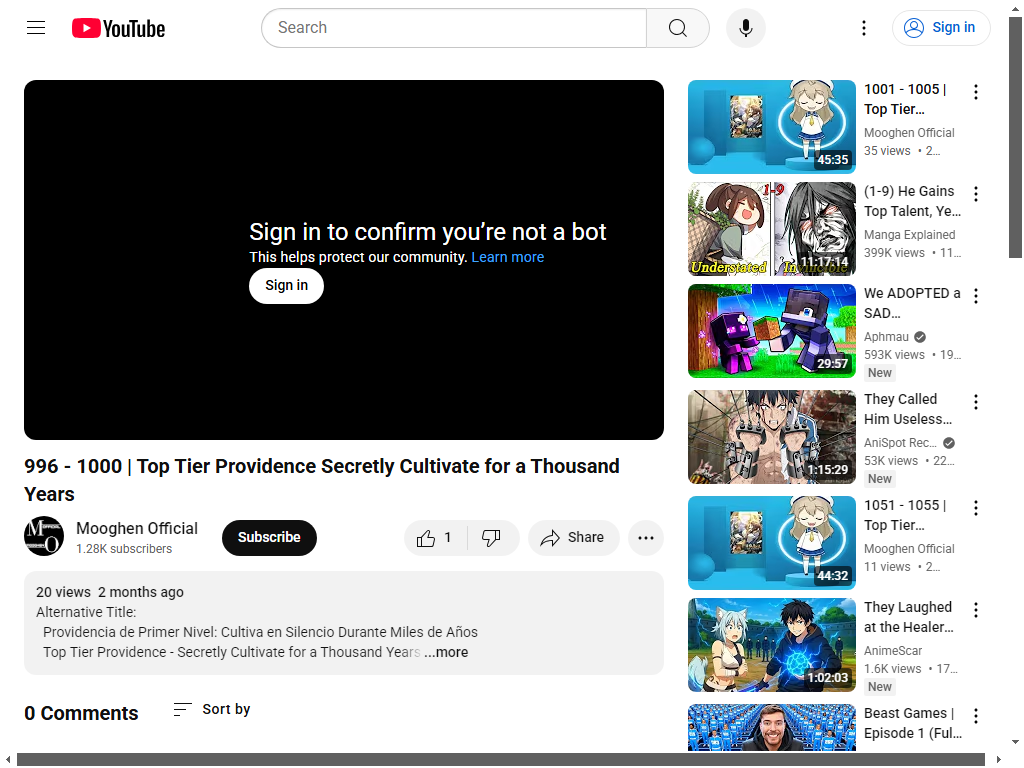 YouTube
Search
Sign in
Sign in to confirm you’re not a bot
This helps protect our community. Learn more
Sign in
996 - 1000 | Top Tier Providence Secretly Cultivate for a Thousand
Years
Mooghen Official
1.28K subscribers
Subscribe
1
Share
20 views 2 months ago
Alternative Title:
Providencia de Primer Nivel: Cultiva en Silencio Durante Miles de Años
Top Tier Providence - Secretly Cultivate for a Thousand Years ...more
0 Comments
Sort by
45:35
1001 - 1005 |
Top Tier…
Mooghen Official
35 views • 2…
1-9
Understated
11:17:14
(1-9) He Gains
Top Talent, Ye…
Manga Explained
399K views • 11…
29:57
We ADOPTED a
SAD…
Aphmau
593K views • 19…
New
1:15:29
They Called
Him Useless…
AniSpot Rec…
53K views • 22…
New
44:32
1051 - 1055 |
Top Tier…
Mooghen Official
11 views • 2…
1:02:03
They Laughed
at the Healer…
AnimeScar
1.6K views • 17…
New
Beast Games |
Episode 1 (Ful…